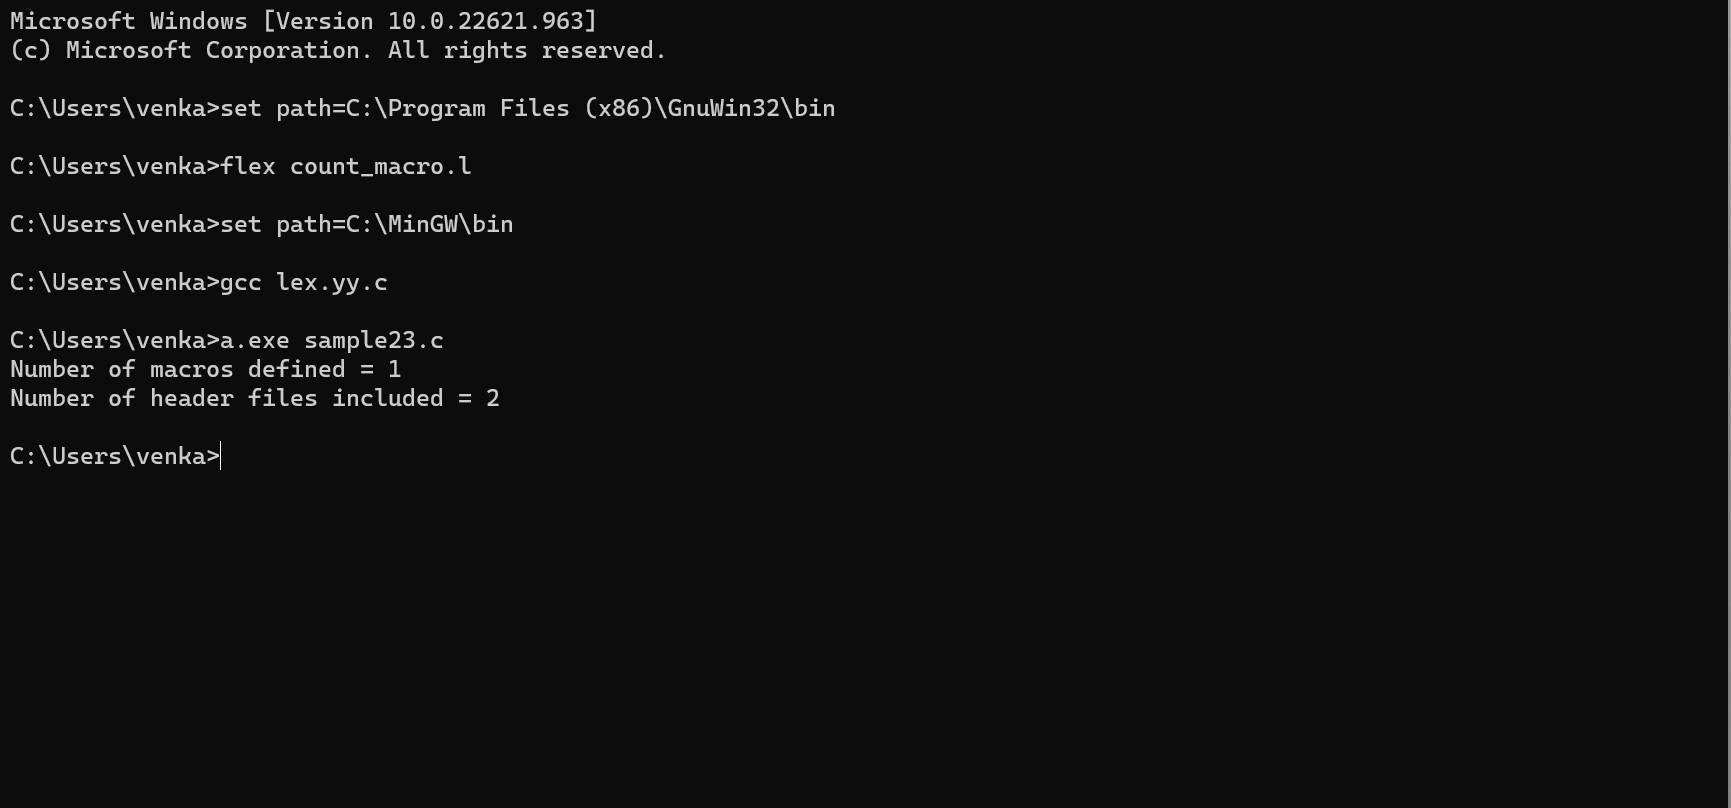 Microsoft Windows [Version 10.0.22621.963]
(c) Microsoft Corporation. All rights reserved.
C:\Users\venka>set path=C:\Program Files (x86)\GnuWin32\bin
C:\Users\venka>flex count_macro.l
C:\Users\venka>set path=C:\MinGW\bin
C:\Users\venka>gcc lex.yy.c
C:\Users\venka>a.exe sample23.c
Number of macros defined = 1
Number of header files included = 2
C:\Users\venka>